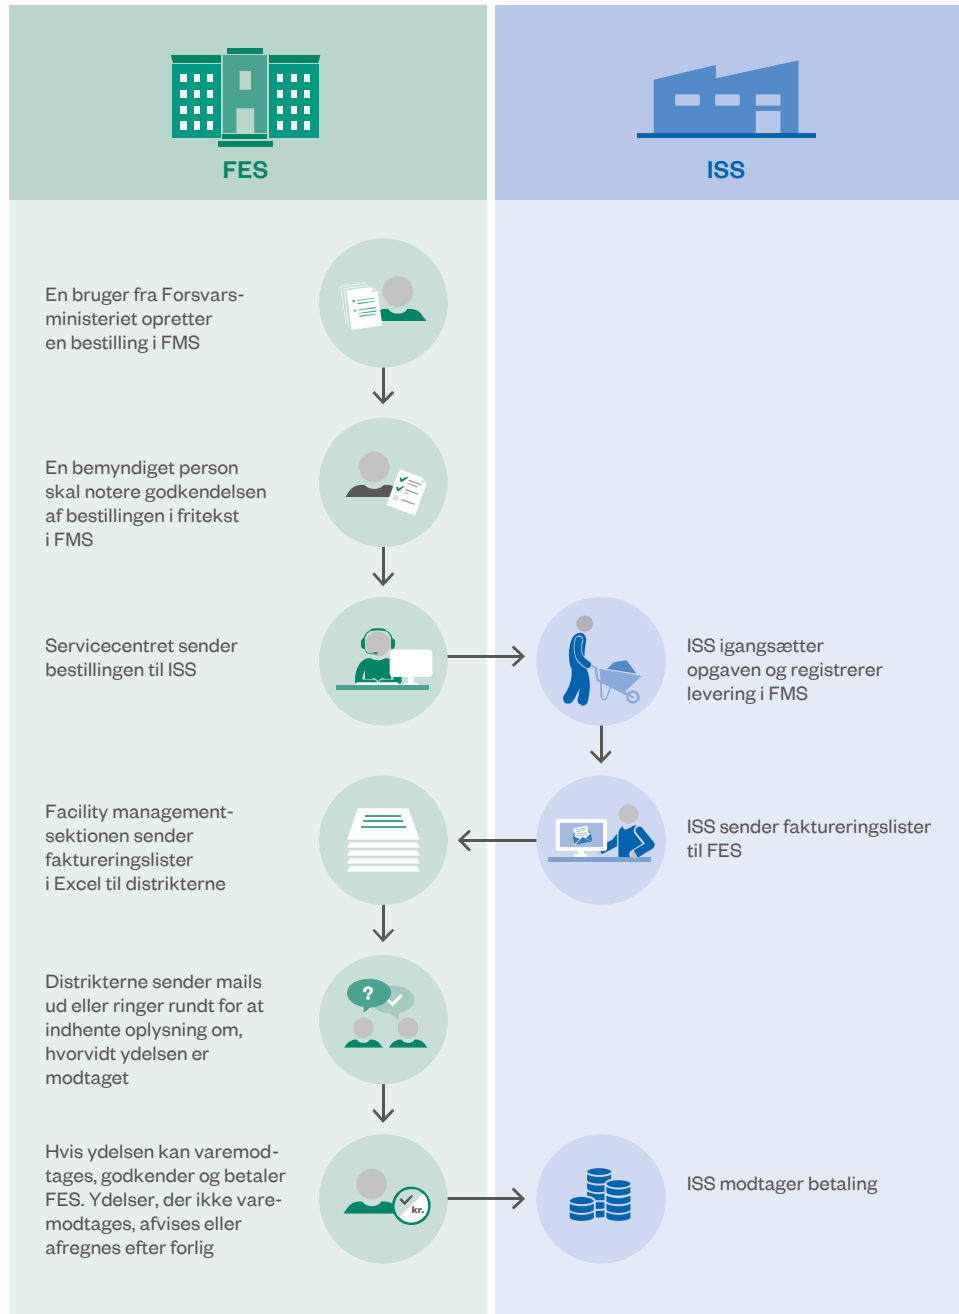 FES
ISS
En bruger fra Forsvars-
ministeriet opretter
en bestilling i FMS
En bemyndiget person
skal notere godkendelsen
af bestillingen i fritekst
i FMS
Servicecentret sender
bestillingen til ISS
ISS igangsætter
opgaven og registrerer
levering i FMS
Facility management-
sektionen sender
faktureringslister
i Excel til distrikterne
ISS sender faktureringslister
til FES
Distrikterne sender mails
ud eller ringer rundt for at
indhente oplysning om,
hvorvidt ydelsen er
modtaget
?
Hvis ydelsen kan varemod-
tages, godkender og betaler
FES. Ydelser, der ikke vare-
modtages, afvises eller
afregnes efter forlig
kr.
ISS modtager betaling